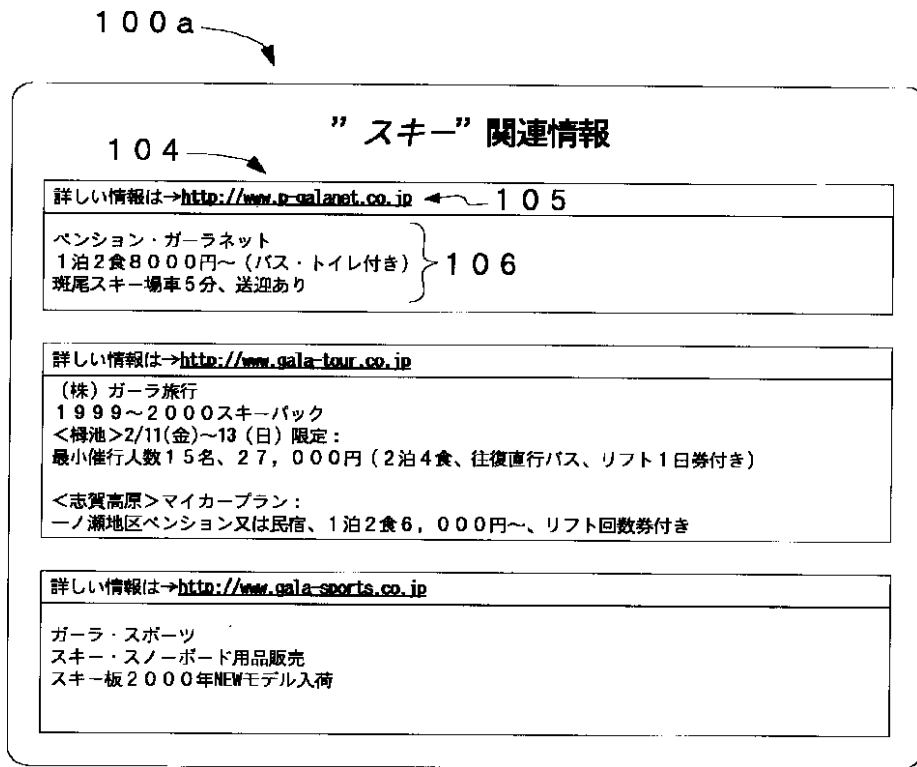 １００a
”スキー”関連情報
１０４
詳しい情報は→http://www.p-galanet.co.jp
１０５
ペンション・ガーラネット
１泊２食８０００円～（バス・トイレ付き）
斑尾スキー場車５分、送迎あり
１０６
詳しい情報は→http://www.gala-tour.co.jp
（株）ガーラ旅行
１９９９～２０００スキーパック
＜栂池＞2/11(金)～13（日）限定：
最小催行人数１５名、２７，０００円（２泊４食、往復直行バス、リフト１日券付き）
＜志賀高原＞マイカープラン：
一ノ瀬地区ペンション又は民宿、１泊２食６，０００円～、リフト回数券付き
詳しい情報は→http://www.gala-sports.co.jp
ガーラ・スポーツ
スキー・スノーボード用品販売
スキー板２０００年NEWモデル入荷